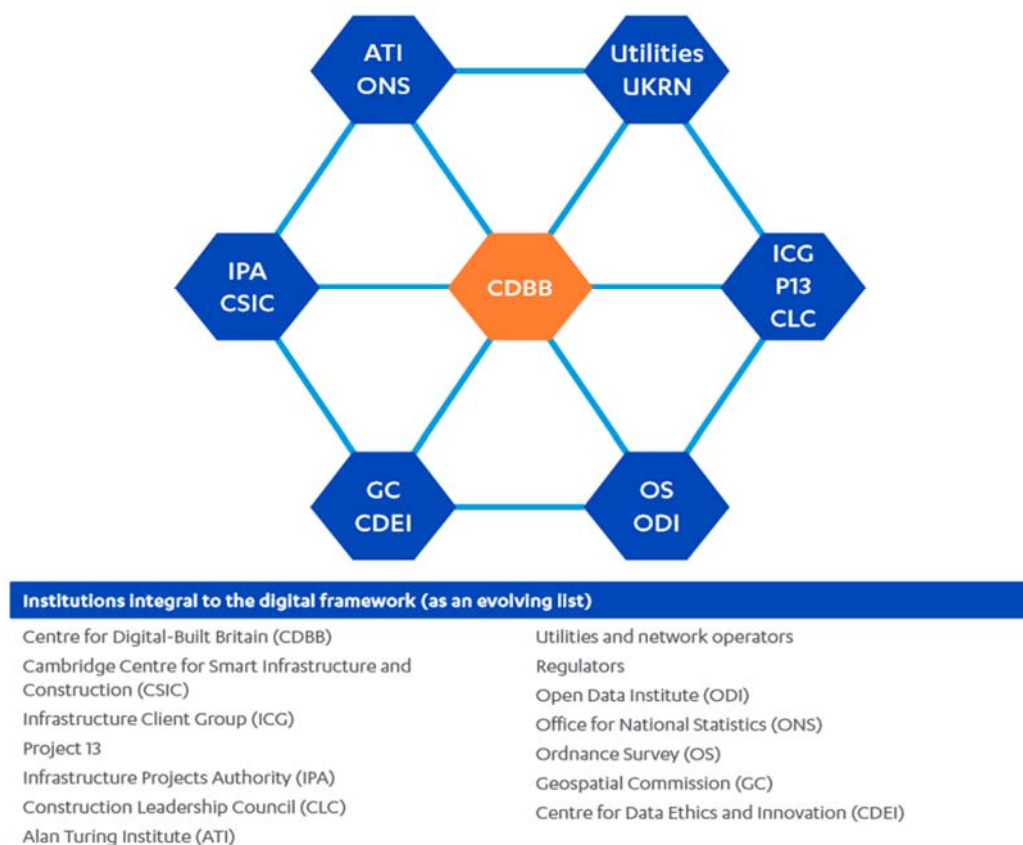 ATI
ONS
Utilities
UKRN
IPA
CSIC
CDBB
ICG
P13
CLC
GC
CDEI
OS
ODI
Institutions integral to the digital framework (as an evolving list)
Centre for Digital-Built Britain (CDBB)
Cambridge Centre for Smart Infrastructure and
Construction (CSIC)
Infrastructure Client Group (ICG)
Project 13
Infrastructure Projects Authority (IPA)
Construction Leadership Council (CLC)
Alan Turing Institute (ATI)
Utilities and network operators
Regulators
Open Data Institute (ODI)
Office for National Statistics (ONS)
Ordnance Survey (OS)
Geospatial Commission (GC)
Centre for Data Ethics and Innovation (CDEI)